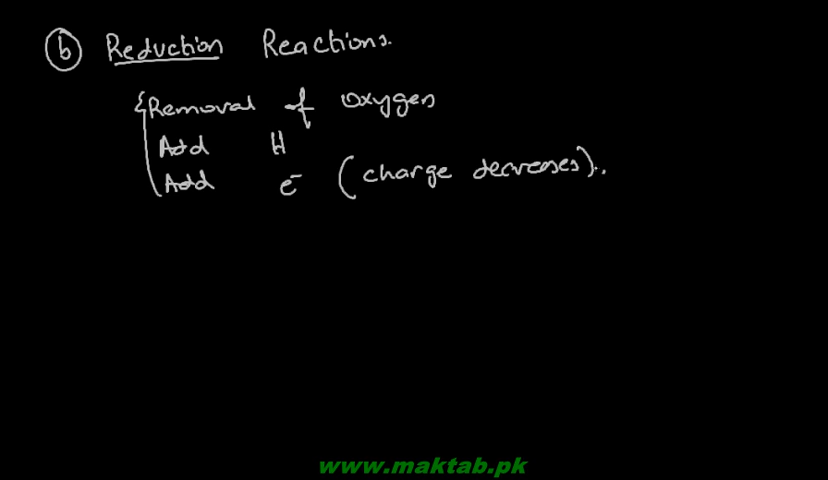 b Reduction Reactions.
Removal of Oxygen
Add H
Add e- (charge decreases).
www.maktab.pk